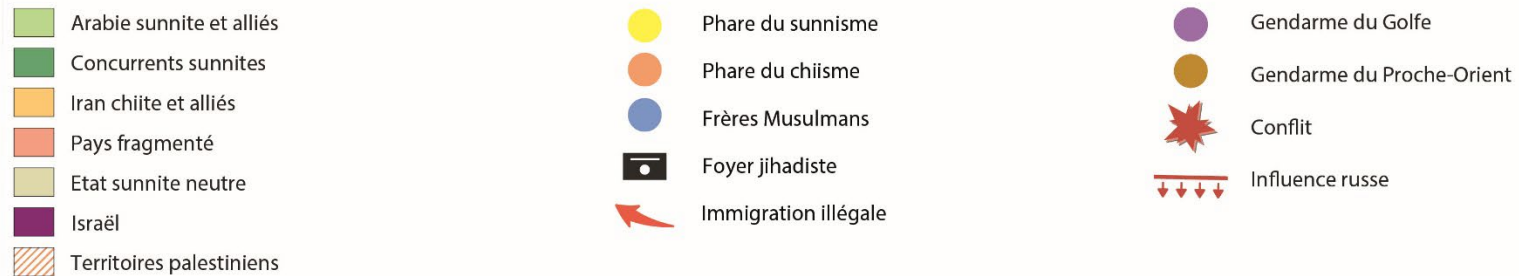 Arabie sunnite et alliés
Concurrents sunnites
Iran chiite et alliés
Pays fragmenté
Etat sunnite neutre
Israël
Territoires palestiniens
Phare du sunnisme
Phare du chiisme
Frères Musulmans
Foyer jihadiste
Immigration illégale
Gendarme du Golfe
Gendarme du Proche-Orient
Conflit
Influence russe